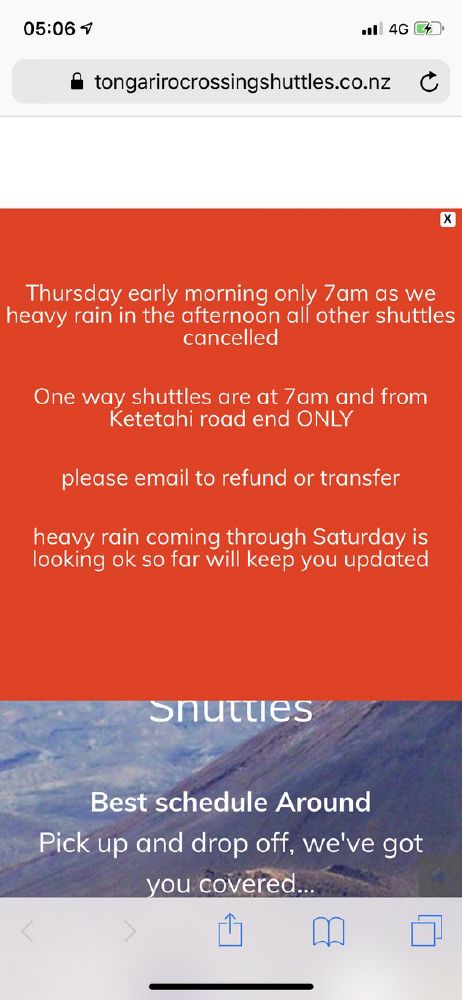 05:06
4G
tongarirocrossingshuttles.co.nz
X
Thursday early morning only 7am as we
heavy rain in the afternoon all other shuttles
cancelled
One way shuttles are at 7am and from
Ketetahi road end ONLY
please email to refund or transfer
heavy rain coming through Saturday is
looking ok so far will keep you updated
Shuttles
Best schedule Around
Pick up and drop off, we've got
you covered...